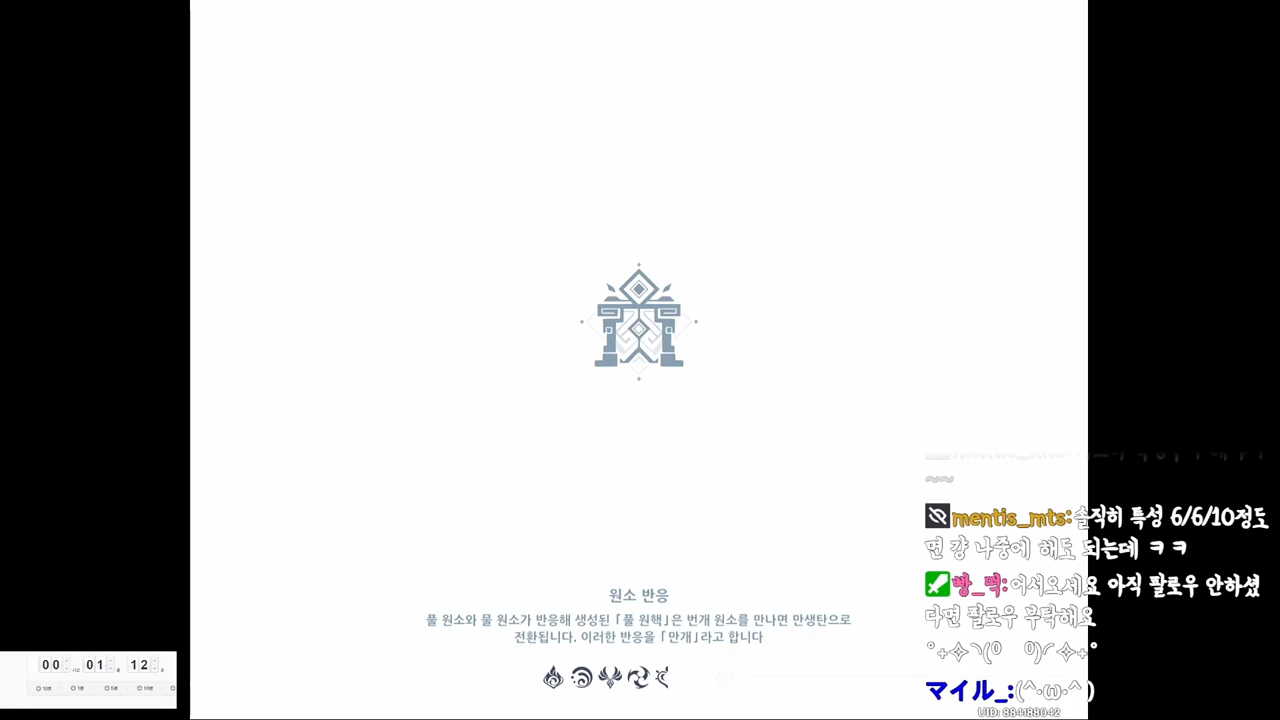 ~~
mentis_mts:솔직히 특성 6/6/10정도
면 걍 나중에 해도 되는데 ㅋㅋ
빵_떡:어서오세요 아직 팔로우 안하셨
다면 팔로우 부탁해요
마イル_:(^·ω·^)
원소 반응
풀 원소와 물 원소가 반응해 생성된 「풀 원핵」은 번개 원소를 만나면 만생탄으로
전환됩니다. 이러한 반응을 「만개」라고 합니다
00 01 12
UID: 884188042